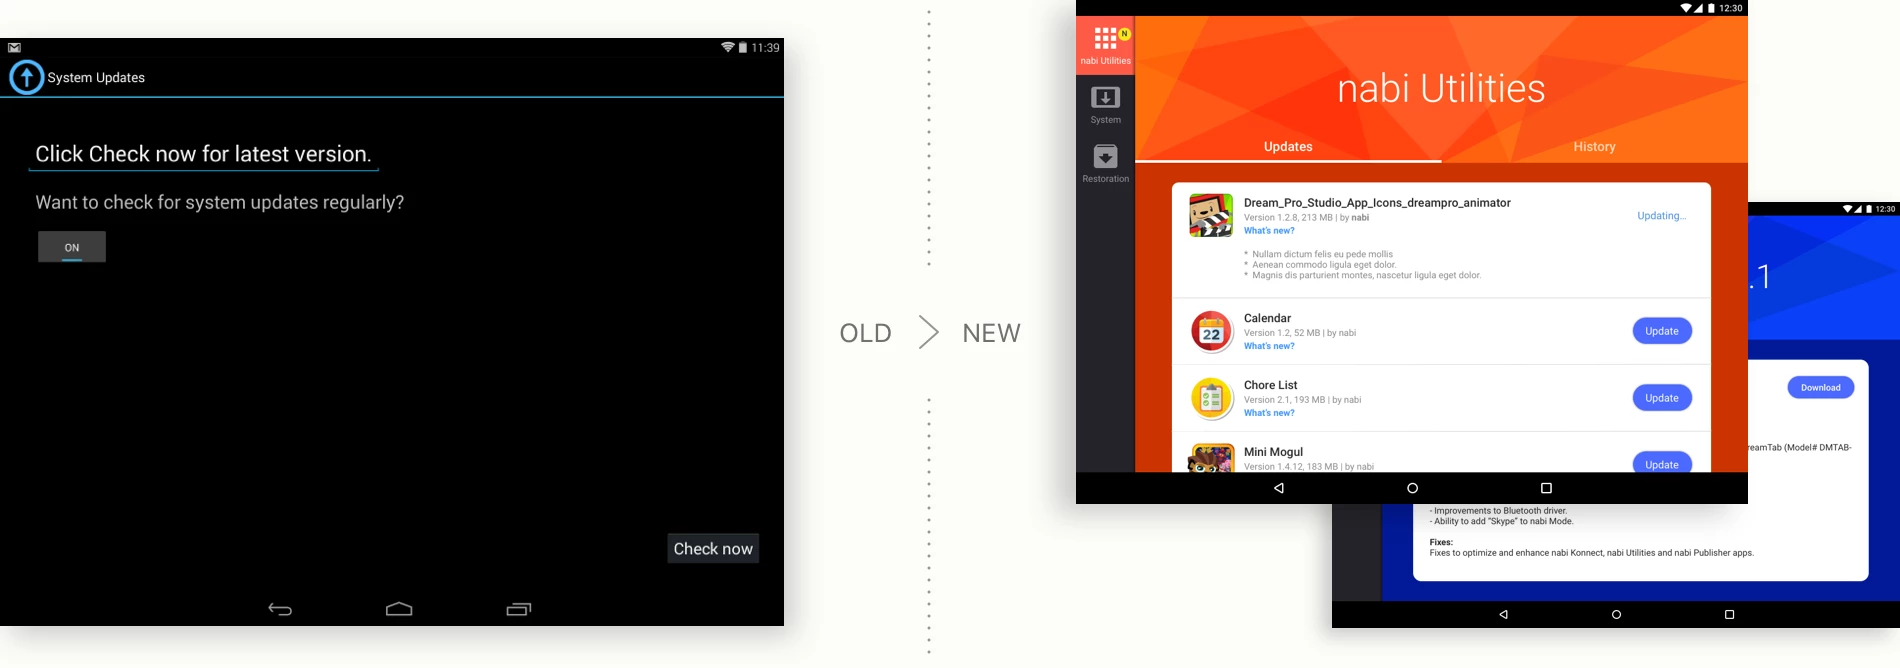 11:39
System Updates
Click Check now for latest version.
Want to check for system updates regularly?
ON
Check now
OLD
NEW
12:30
N
nabi Utilities
System
Restoration
nabi Utilities
Updates
History
Dream_Pro_Studio_App_Icons_dreampro_animator
Version 1.2.8, 213 MB | by nabi
What's new?
Updating...
* Nullam dictum felis eu pede mollis
* Aenean commodo ligula eget dolor.
* Magnis dis parturient montes, nascetur ligula eget dolor.
22
Calendar
Version 1.2, 52 MB | by nabi
What's new?
Update
Chore List
Version 2.1, 193 MB | by nabi
What's new?
Update
Mini Mogul
Version 1.4.12, 183 MB | by nabi
Update
12:30
.1
Download
reamTab (Model# DMTAB-
- Improvements to Bluetooth driver.
- Ability to add "Skype" to nabi Mode.
Fixes:
Fixes to optimize and enhance nabi Konnect, nabi Utilities and nabi Publisher apps.